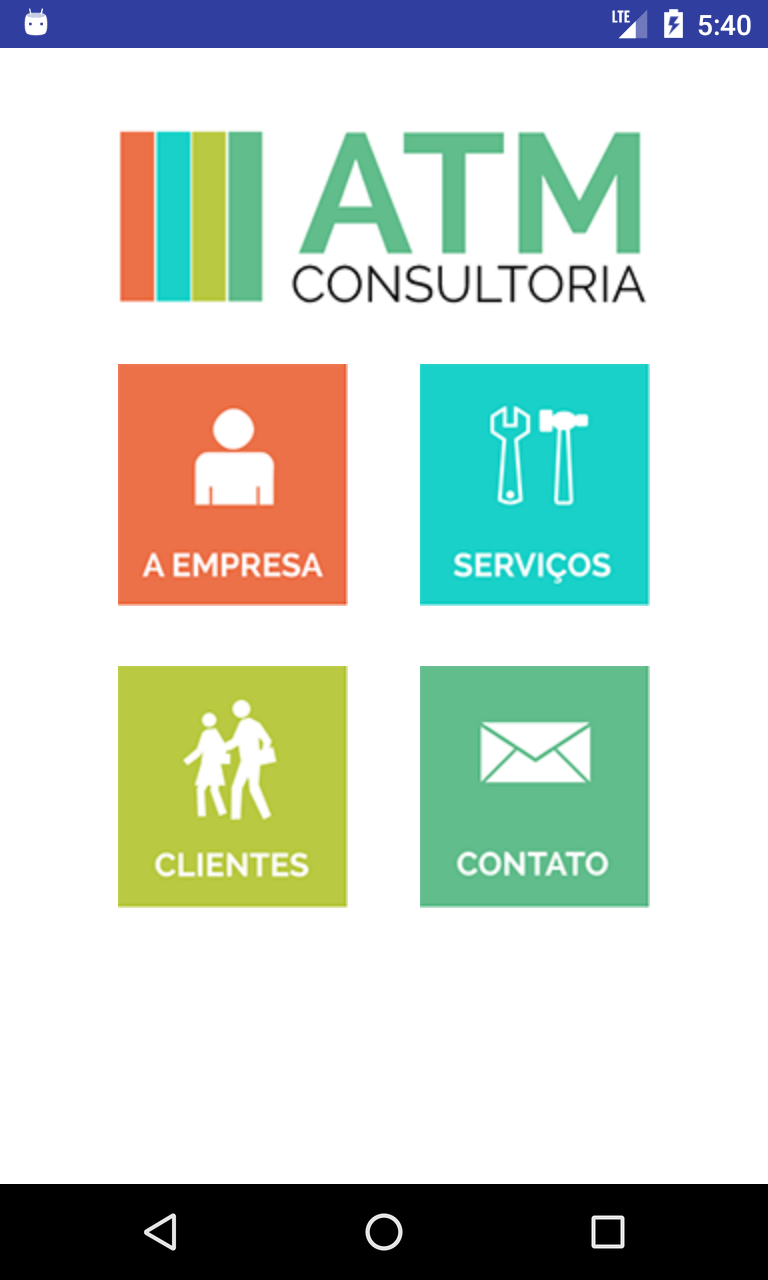 LTE 5:40
ATM
CONSULTORIA
A EMPRESA
SERVIÇOS
CLIENTES
CONTATO